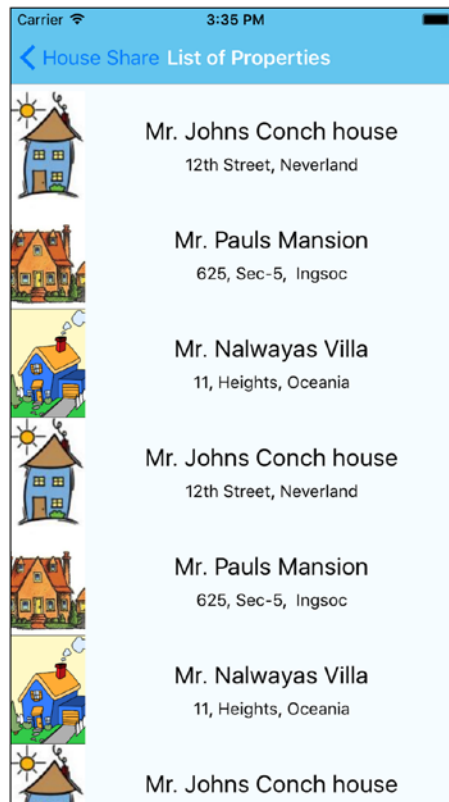 Carrier 3:35 PM
House Share List of Properties
Mr. Johns Conch house
12th Street, Neverland
Mr. Pauls Mansion
625, Sec-5, Ingsoc
Mr. Nalwayas Villa
11, Heights, Oceania
Mr. Johns Conch house
12th Street, Neverland
Mr. Pauls Mansion
625, Sec-5, Ingsoc
Mr. Nalwayas Villa
11, Heights, Oceania
Mr. Johns Conch house